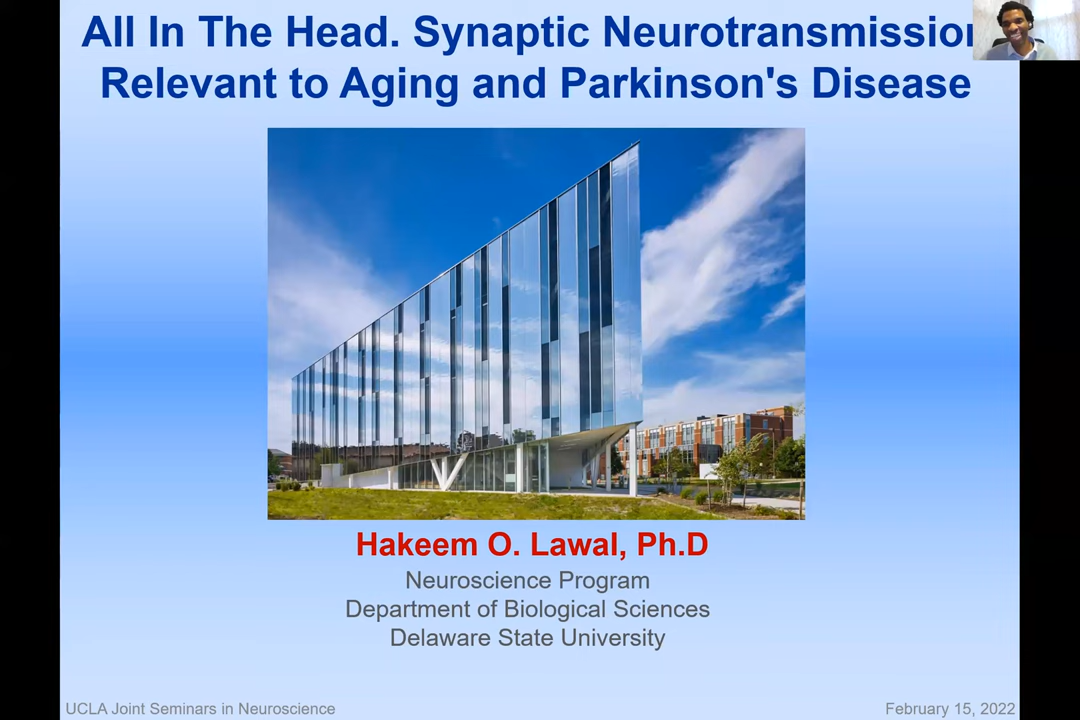 All In The Head. Synaptic Neurotransmission
Relevant to Aging and Parkinson's Disease
Hakeem O. Lawal, Ph.D
Neuroscience Program
Department of Biological Sciences
Delaware State University
UCLA Joint Seminars in Neuroscience
February 15, 2022